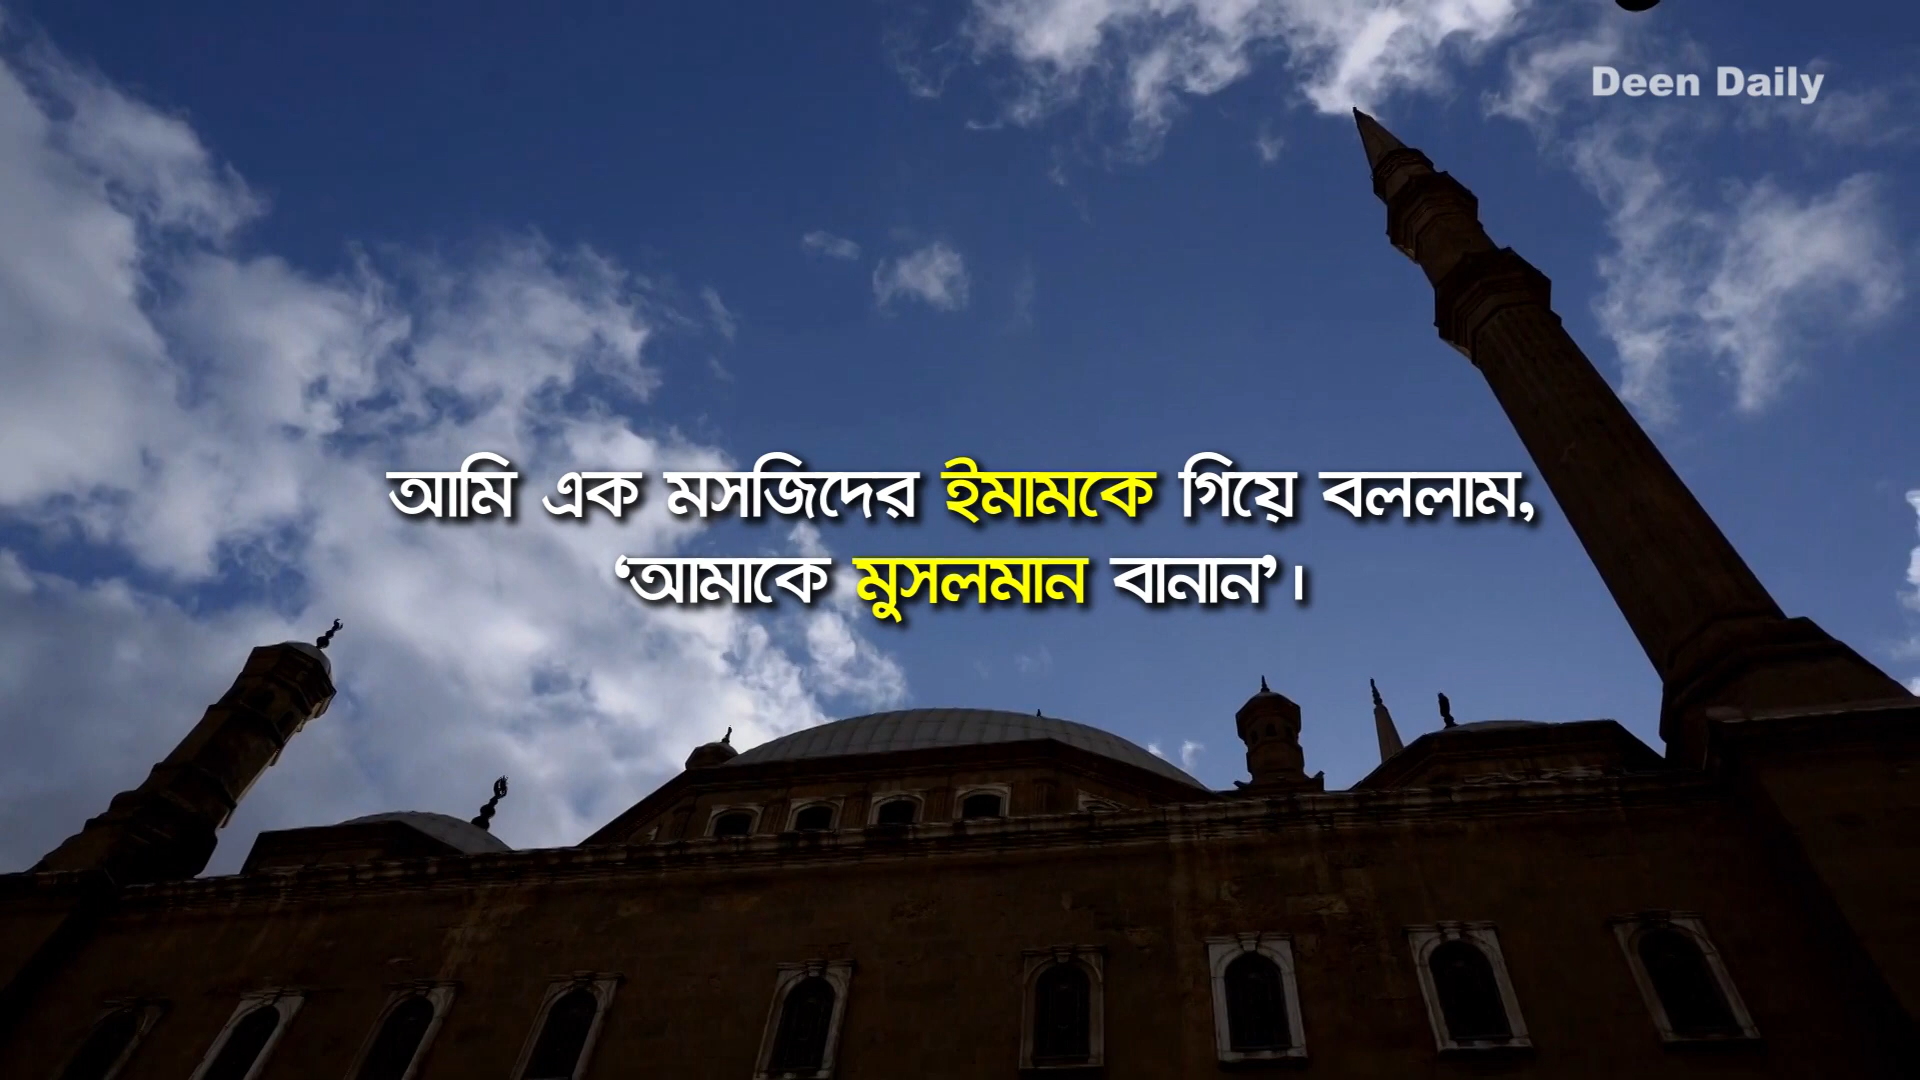 Deen Daily
আমি এক মসজিদের ইমামকে গিয়ে বললাম,
‘আমাকে মুসলমান বানান’।